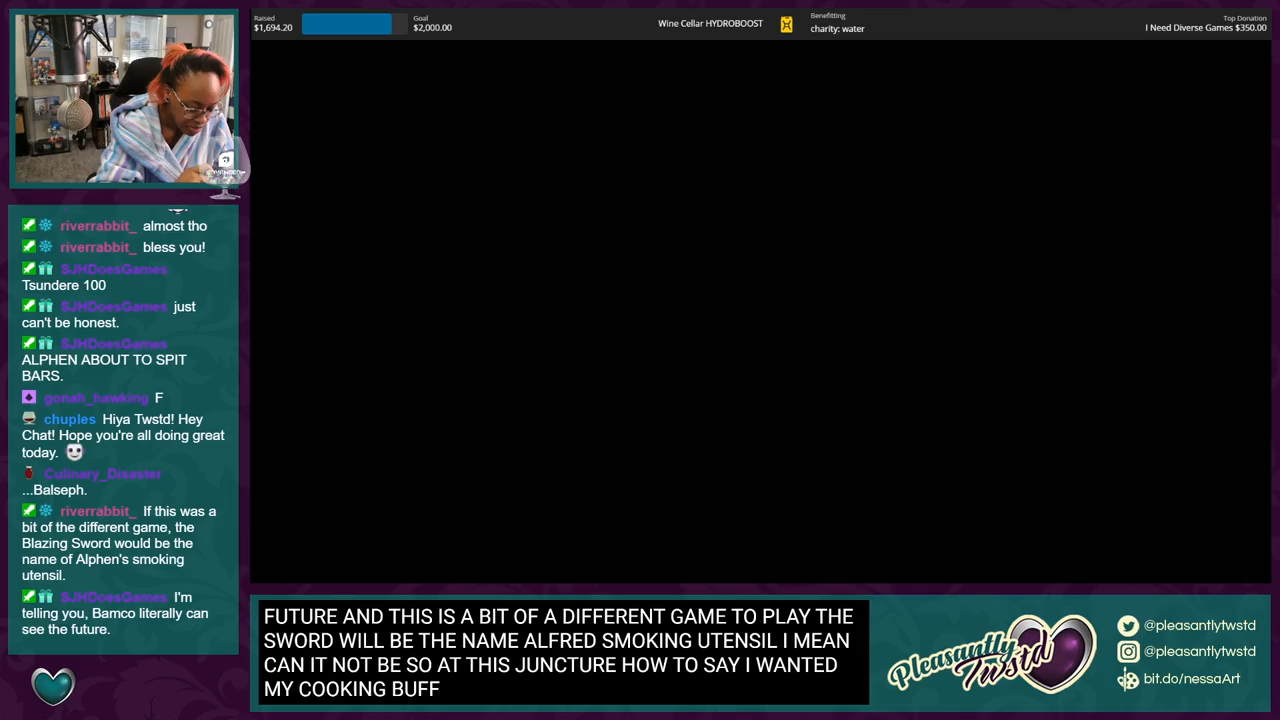 Raised
$1,694.20
Goal
$2,000.00
Wine Cellar HYDROBOOST
Benefitting
charity: water
Top Donation
I Need Diverse Games $350.00
riverrabbit_ almost tho
riverrabbit_ bless you!
SJHDoesGames
Tsundere 100
SJHDoesGames just
can't be honest.
SJHDoesGames
ALPHEN ABOUT TO SPIT
BARS.
gonah_hawking F
chuples Hiya Twstd! Hey
Chat! Hope you're all doing great
today.
Culinary_Disaster
...Balseph.
riverrabbit_ If this was a
bit of the different game, the
Blazing Sword would be the
name of Alphen's smoking
utensil.
SJHDoesGames I'm
telling you, Bamco literally can
see the future.
FUTURE AND THIS IS A BIT OF A DIFFERENT GAME TO PLAY THE
SWORD WILL BE THE NAME ALFRED SMOKING UTENSIL I MEAN
CAN IT NOT BE SO AT THIS JUNCTURE HOW TO SAY I WANTED
MY COOKING BUFF
Pleasantly
Twstd
@pleasantlytwstd
@pleasantlytwstd
bit.do/nessaArt